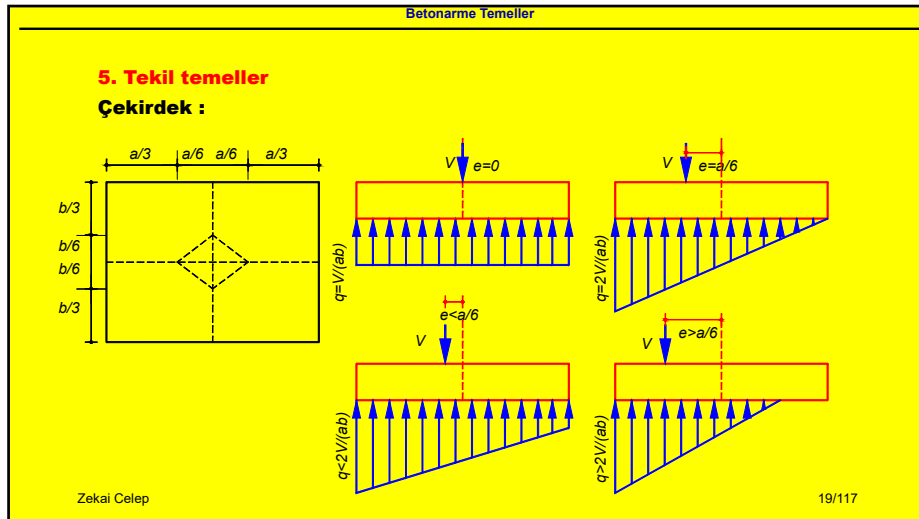 Betonarme Temeller
5. Tekil temeller
Çekirdek :
a/3 a/6 a/6 a/3
b/3
b/6
b/6
b/3
V e=0
q=V/(ab)
V e=a/6
q=2V/(ab)
e<a/6
V
q<2V/(ab)
e>a/6
V
q>2V/(ab)
Zekai Celep 19/117